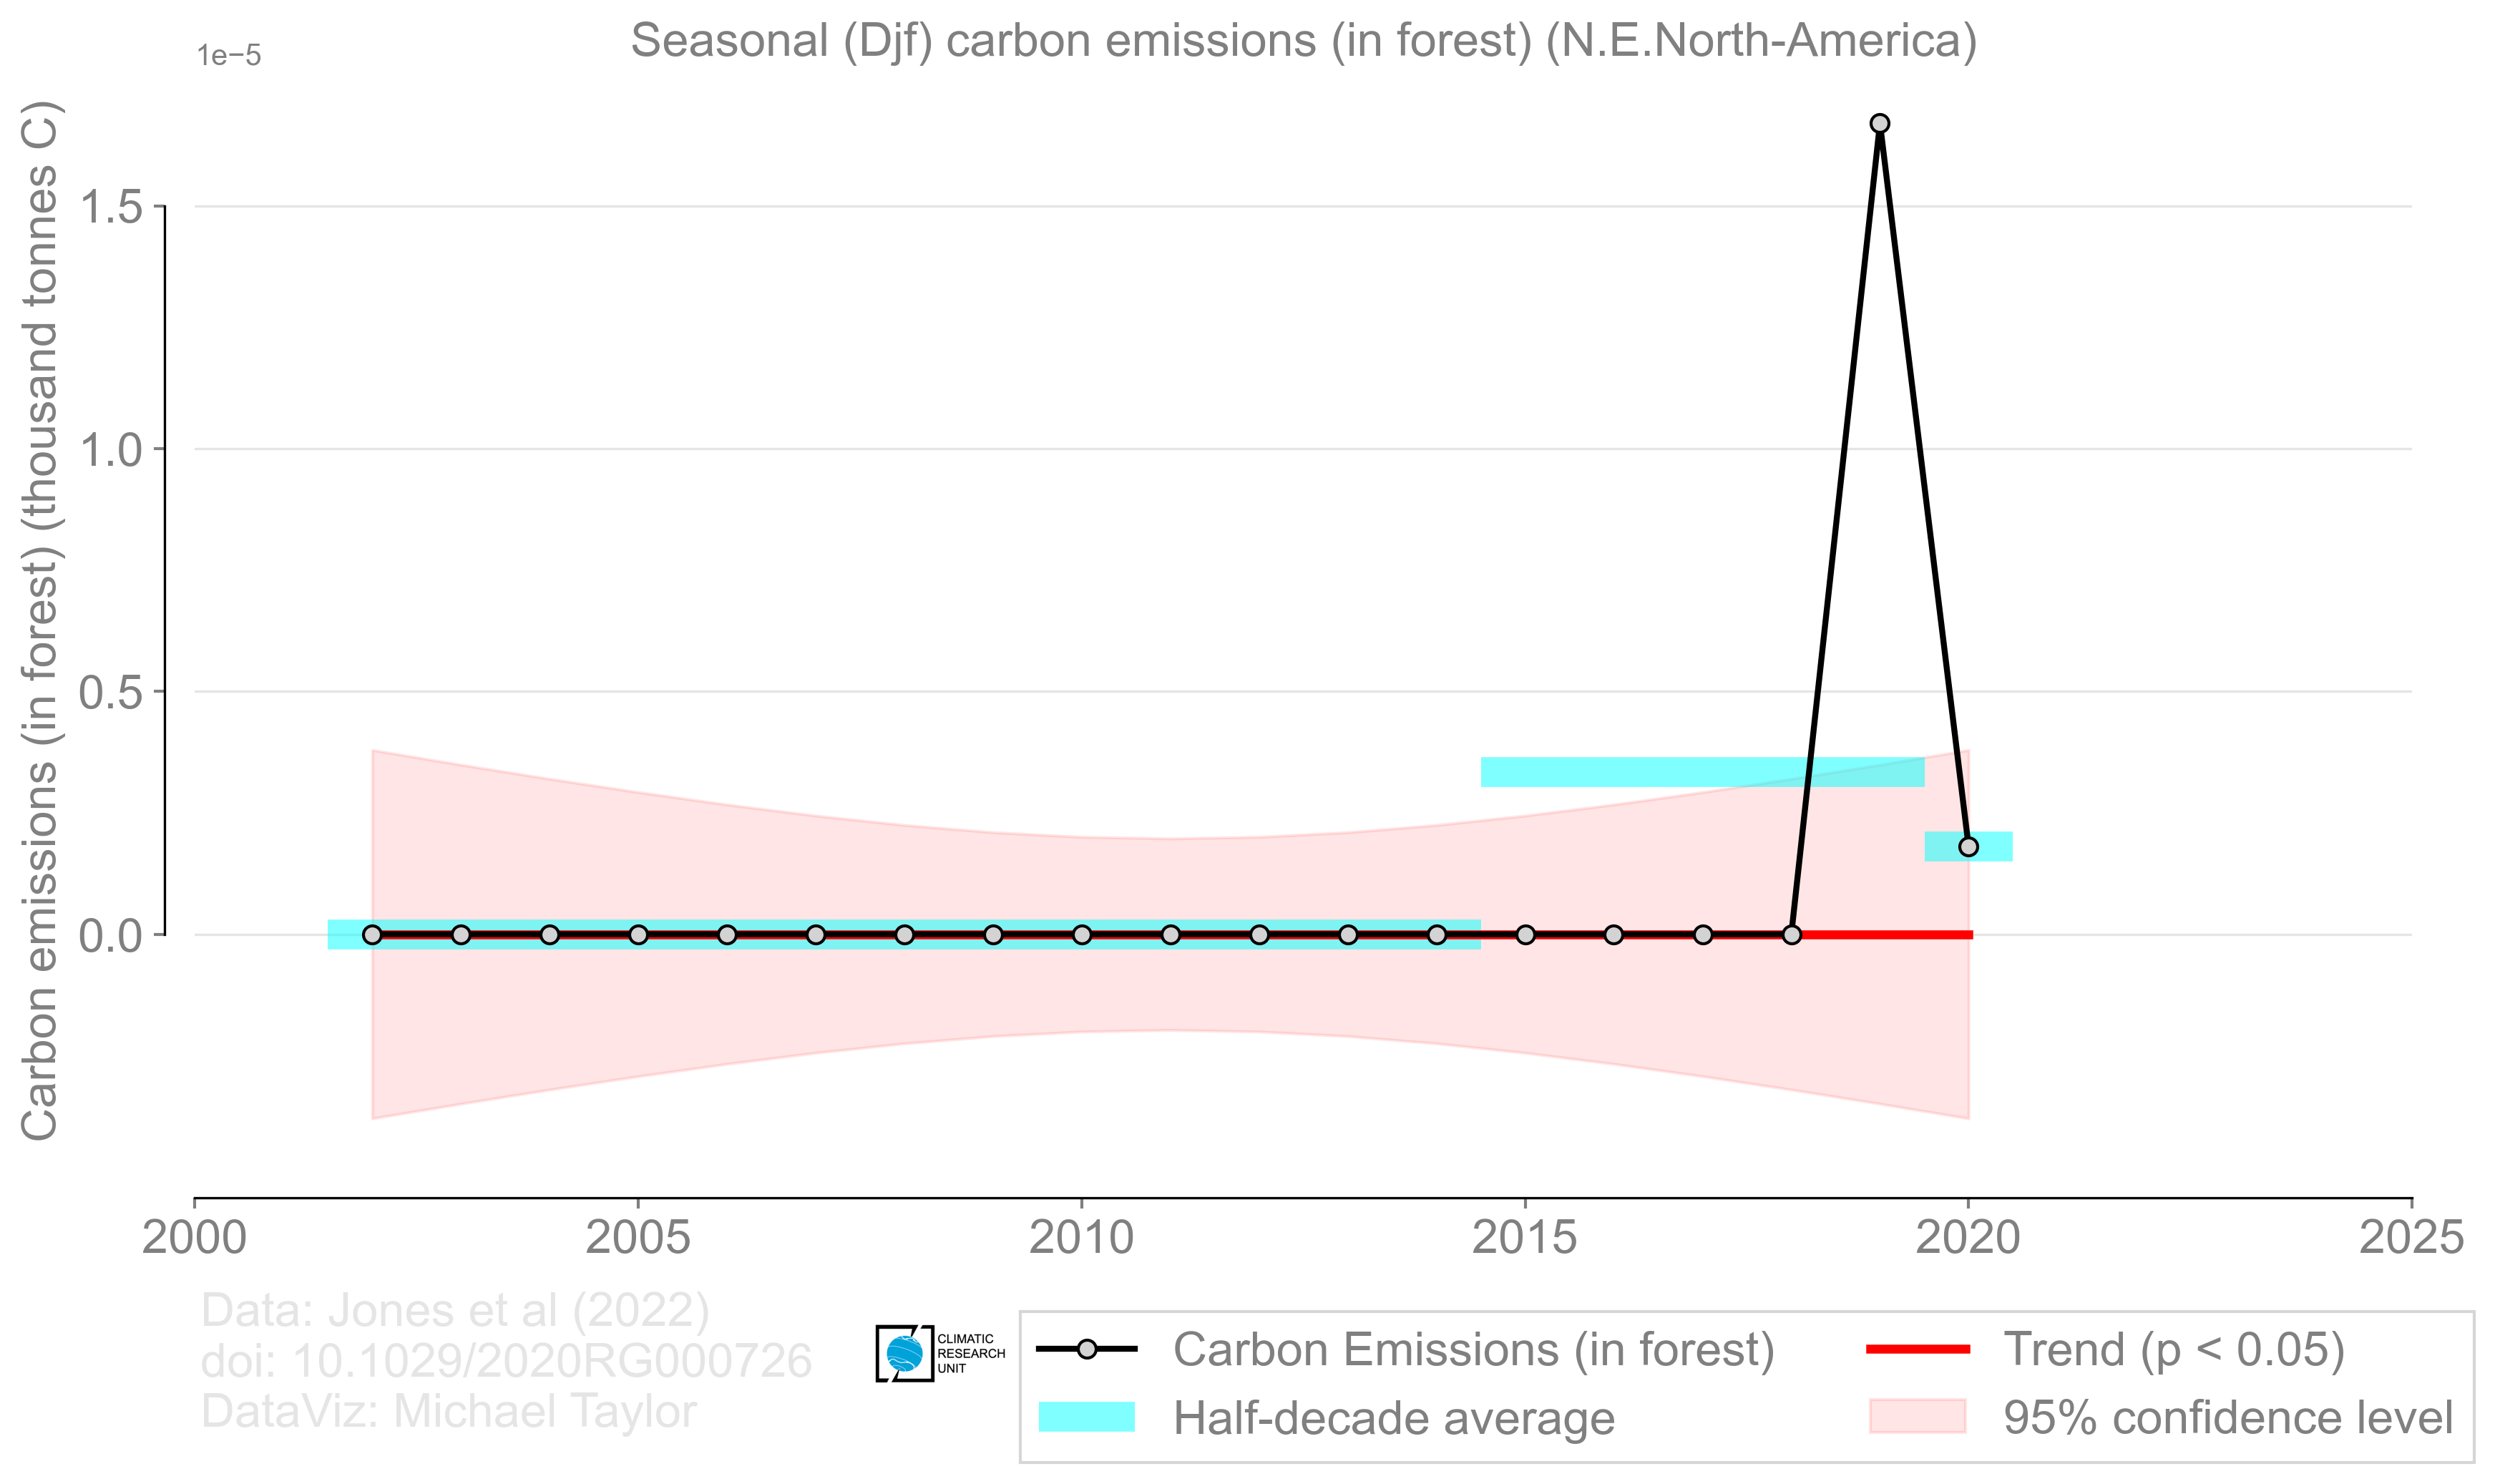 Seasonal (Djf) carbon emissions (in forest) (N.E.North-America)
1e−5
Carbon emissions (in forest) (thousand tonnes C)
1.5
1.0
0.5
0.0
2000 2005 2010 2015 2020 2025
Data: Jones et al (2022)
doi: 10.1029/2020RG000726
DataViz: Michael Taylor
CLIMATIC
RESEARCH
UNIT
Carbon Emissions (in forest)
Half-decade average
Trend (p < 0.05)
95% confidence level